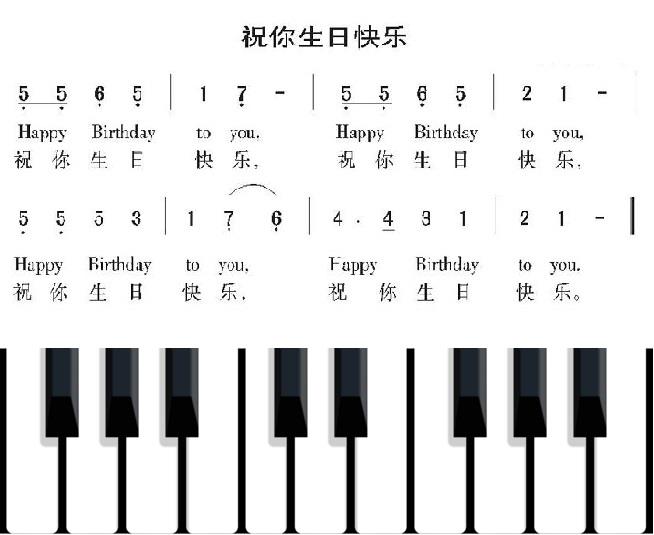 祝你生日快乐
5 5 6 5 | 1 7 - | 5 5 6 5 | 2 1 - |
Happy Birthday to you, Happy Birthday to you,
祝 你 生 日 快 乐, 祝 你 生 日 快 乐,
5 5 5 3 | 1 7 6 | 4 . 4 3 1 | 2 1 - ‖
Happy Birthday to you, Happy Birthday to you.
祝 你 生 日 快 乐, 祝 你 生 日 快 乐。